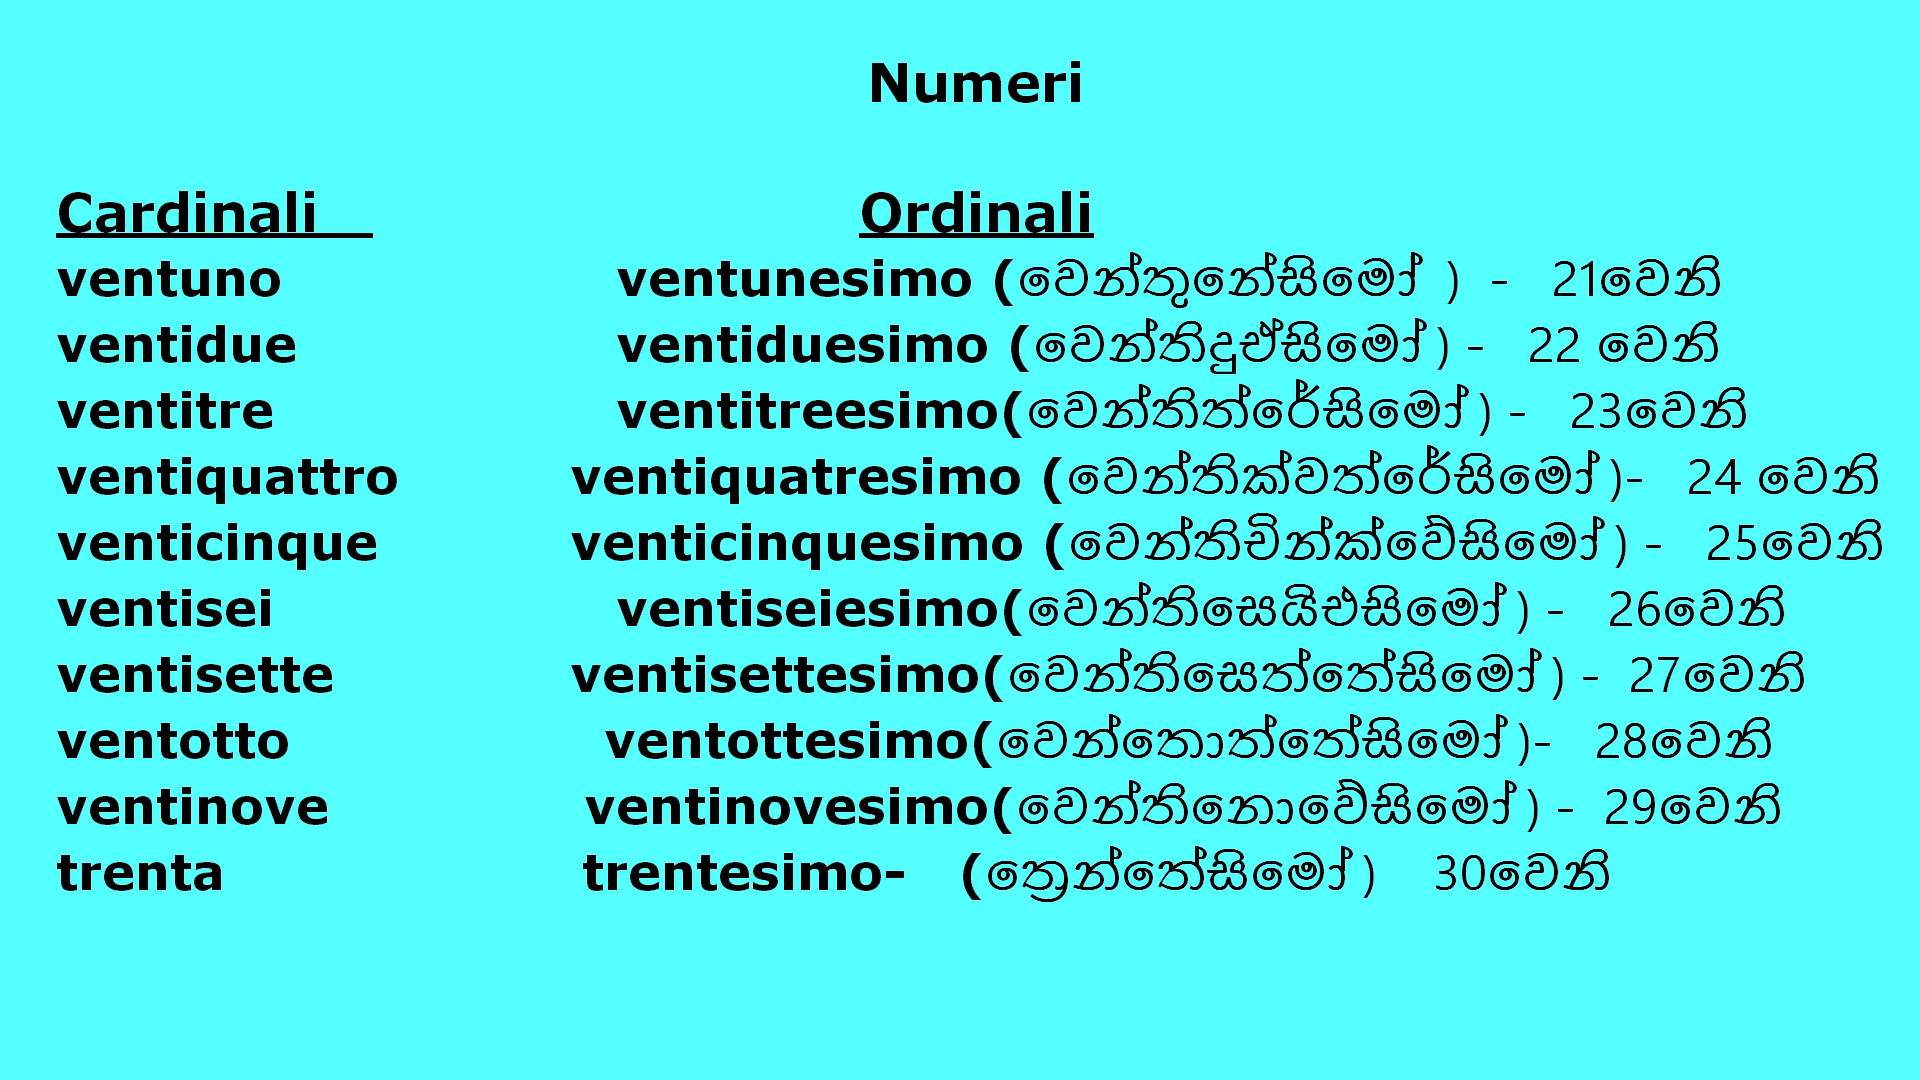 Numeri
Cardinali Ordinali
ventuno ventunesimo (වෙන්තුනේසිමෝ ) - 21වෙනි
ventidue ventiduesimo (වෙන්තිදුඒසිමෝ) - 22 වෙනි
ventitre ventitreesimo(වෙන්තිත්රේසිමෝ) - 23වෙනි
ventiquattro ventiquatresimo (වෙන්තික්වත්රේසිමෝ)- 24 වෙනි
venticinque venticinquesimo (වෙන්තිචින්ක්වේසිමෝ) - 25වෙනි
ventisei ventiseiesimo(වෙන්තිසෙයිඑසිමෝ) - 26වෙනි
ventisette ventisettesimo(වෙන්තිසෙත්තේසිමෝ) - 27වෙනි
ventotto ventottesimo(වෙන්තොත්තේසිමෝ)- 28වෙනි
ventinove ventinovesimo(වෙන්තිනොවේසිමෝ) - 29වෙනි
trenta trentesimo- (ත්‍රෙන්තේසිමෝ) 30වෙනි